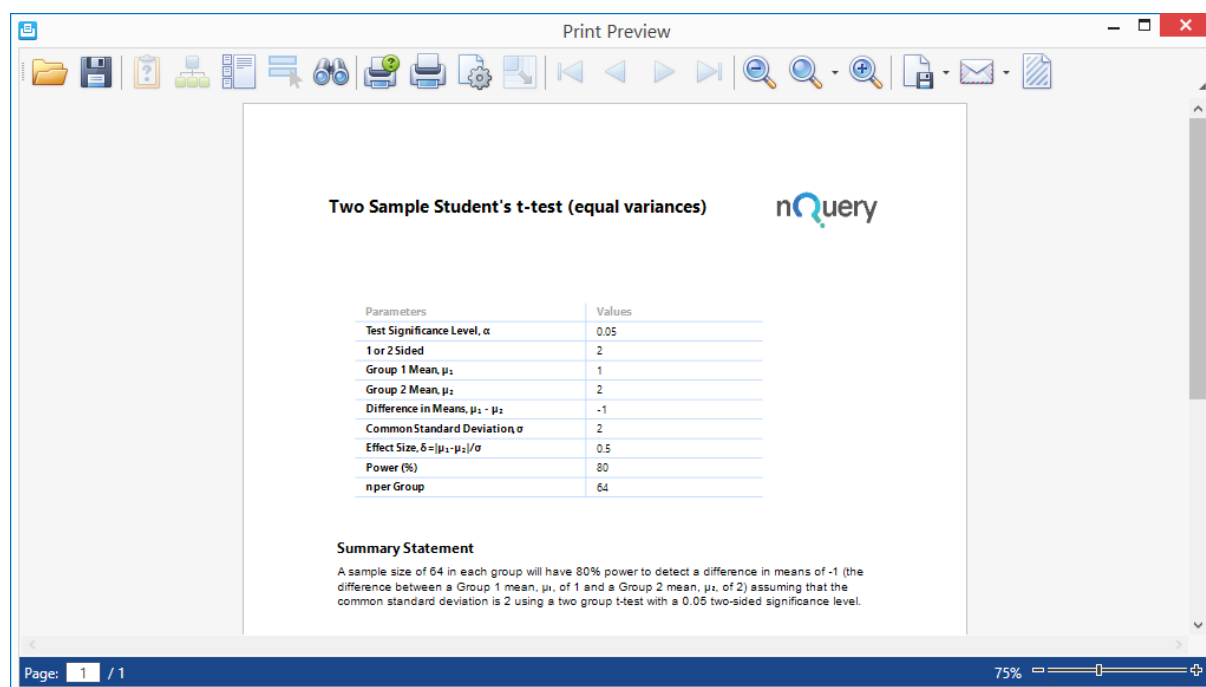 Print Preview
Two Sample Student's t-test (equal variances)
nQuery
Parameters Values
Test Significance Level, α 0.05
1 or 2 Sided 2
Group 1 Mean, μ₁ 1
Group 2 Mean, μ₂ 2
Difference in Means, μ₁ - μ₂ -1
Common Standard Deviation, σ 2
Effect Size, δ=|μ₁-μ₂|/σ 0.5
Power (%) 80
n per Group 64
Summary Statement
A sample size of 64 in each group will have 80% power to detect a difference in means of -1 (the
difference between a Group 1 mean, μ₁, of 1 and a Group 2 mean, μ₂, of 2) assuming that the
common standard deviation is 2 using a two group t-test with a 0.05 two-sided significance level.
Page: 1 / 1 75%